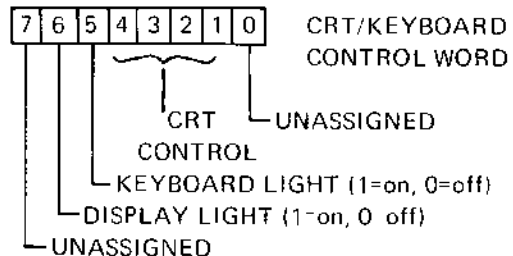 7 6 5 4 3 2 1 0 CRT/KEYBOARD
CONTROL WORD
CRT UNASSIGNED
CONTROL
KEYBOARD LIGHT (1=on, 0=off)
DISPLAY LIGHT (1=on, 0 off)
UNASSIGNED